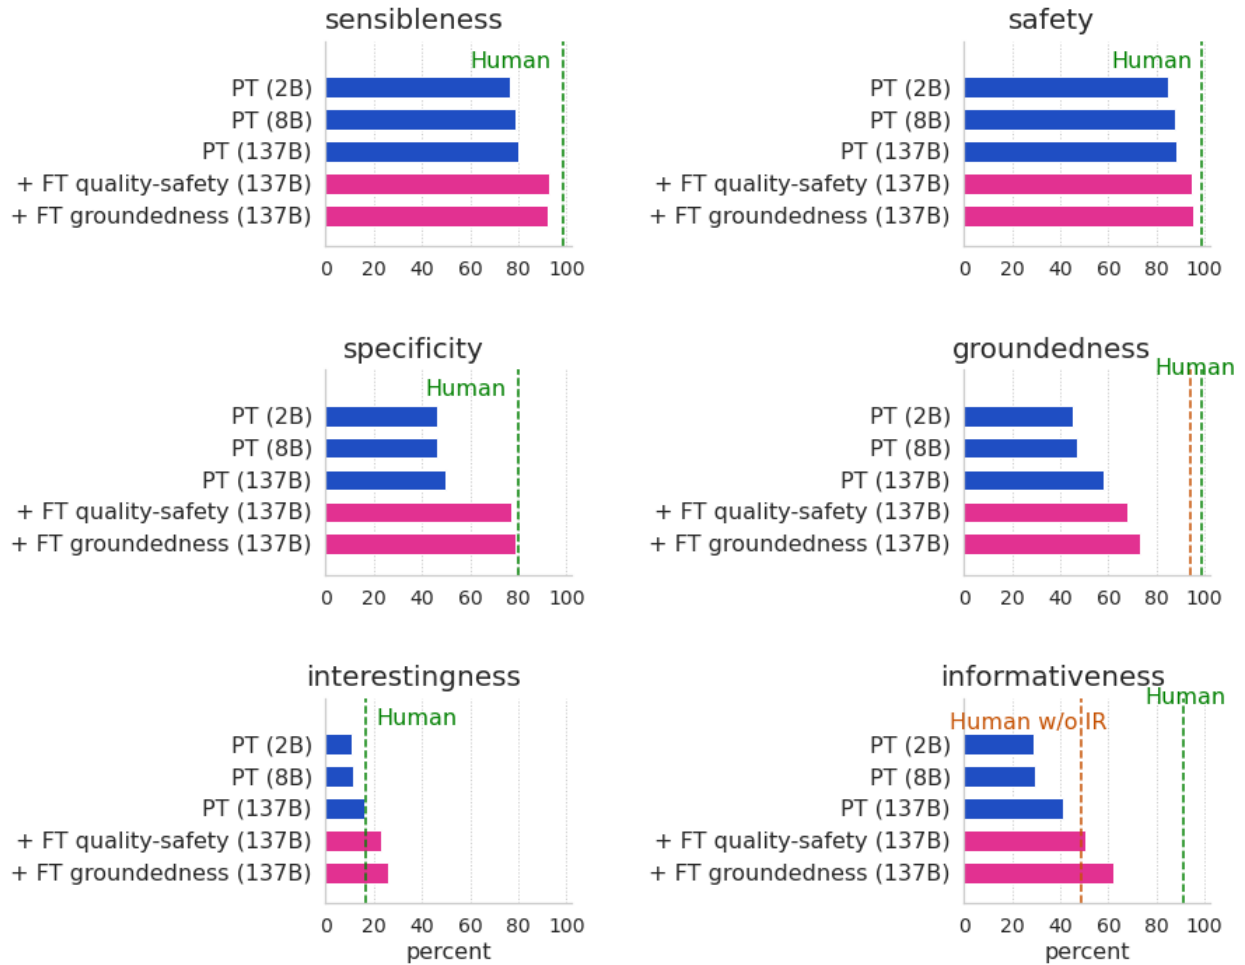 sensibleness
Human
PT (2B)
PT (8B)
PT (137B)
+ FT quality-safety (137B)
+ FT groundedness (137B)
0 20 40 60 80 100
safety
Human
PT (2B)
PT (8B)
PT (137B)
+ FT quality-safety (137B)
+ FT groundedness (137B)
0 20 40 60 80 100
specificity
Human
PT (2B)
PT (8B)
PT (137B)
+ FT quality-safety (137B)
+ FT groundedness (137B)
0 20 40 60 80 100
groundedness
Human
PT (2B)
PT (8B)
PT (137B)
+ FT quality-safety (137B)
+ FT groundedness (137B)
0 20 40 60 80 100
interestingness
Human
PT (2B)
PT (8B)
PT (137B)
+ FT quality-safety (137B)
+ FT groundedness (137B)
0 20 40 60 80 100
percent
informativeness
Human
Human w/o IR
PT (2B)
PT (8B)
PT (137B)
+ FT quality-safety (137B)
+ FT groundedness (137B)
0 20 40 60 80 100
percent